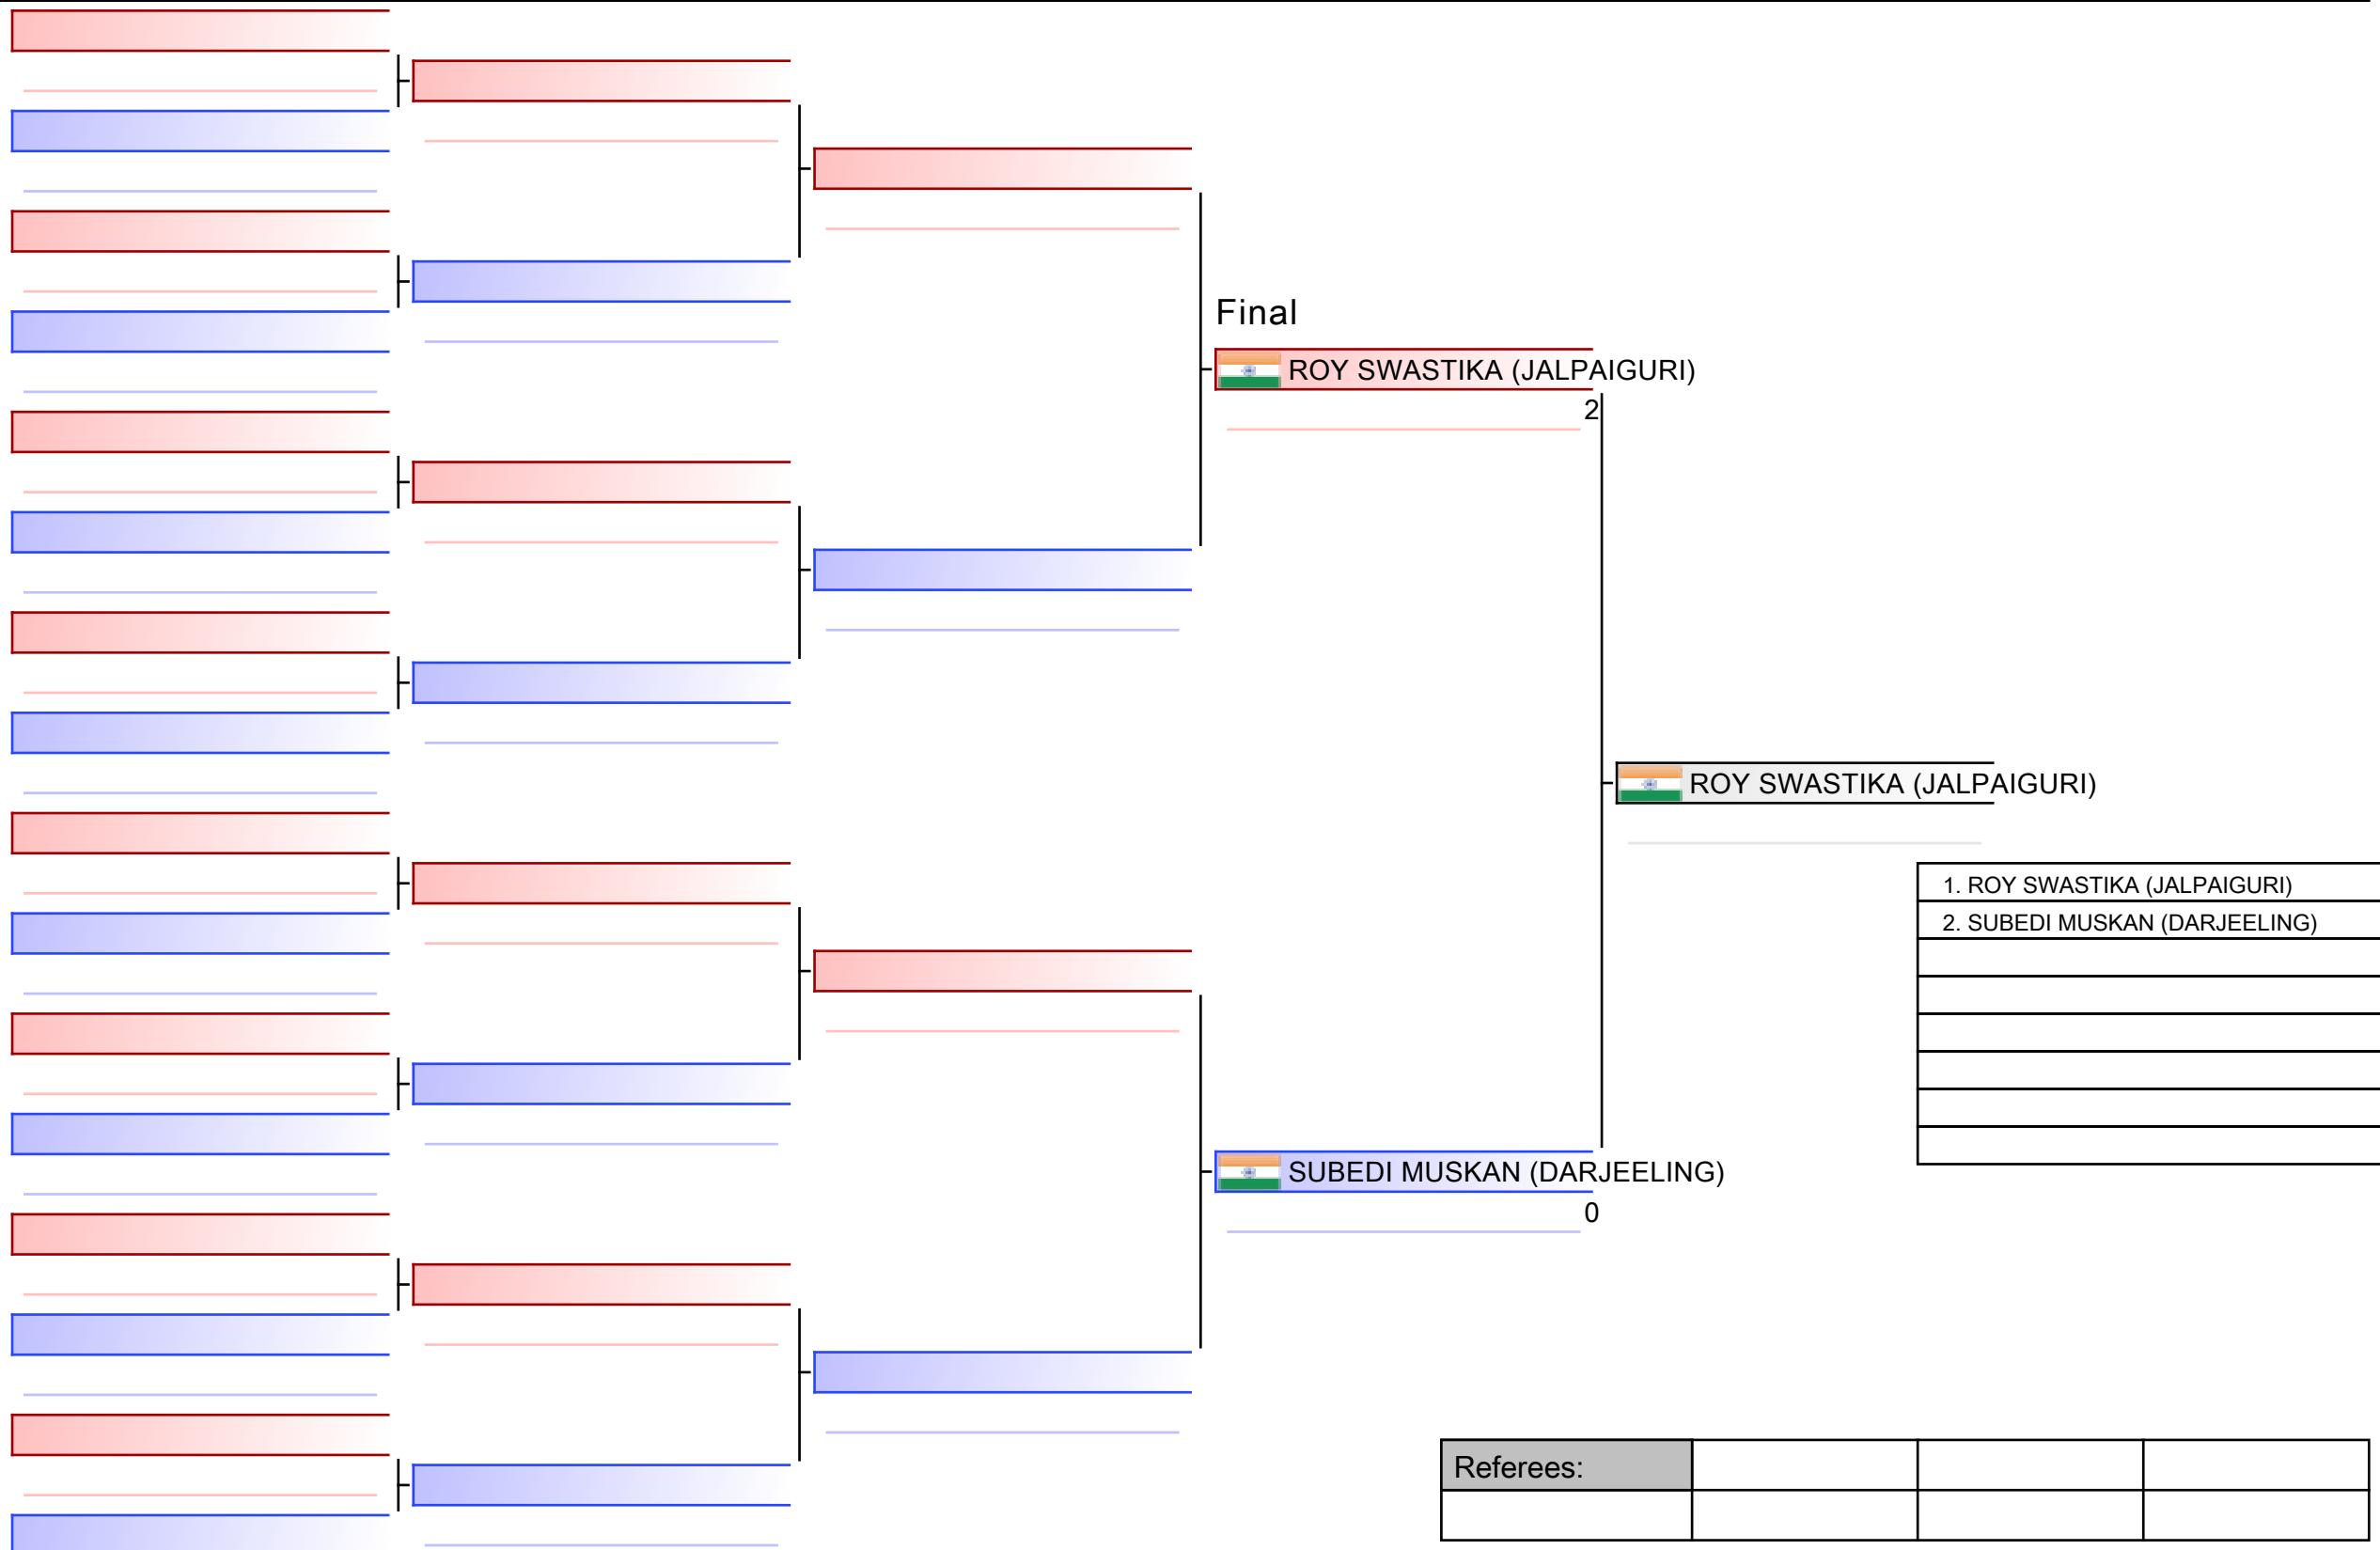 Final
ROY SWASTIKA (JALPAIGURI)
2
ROY SWASTIKA (JALPAIGURI)
1. ROY SWASTIKA (JALPAIGURI)
2. SUBEDI MUSKAN (DARJEELING)
SUBEDI MUSKAN (DARJEELING)
0
Referees: